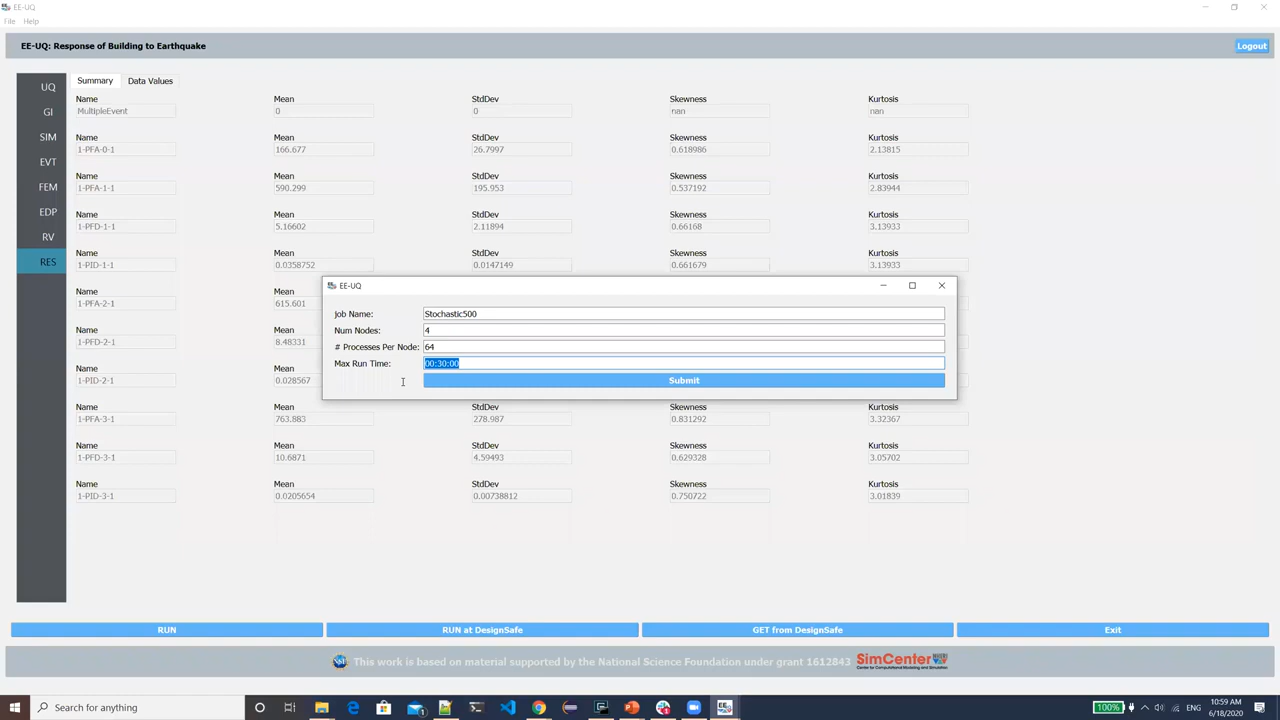 EE-UQ
File Help
EE-UQ: Response of Building to Earthquake
Logout
UQ
GI
SIM
EVT
FEM
EDP
RV
RES
Summary Data Values
Name Mean StdDev Skewness Kurtosis
MultipleEvent 0 0 nan nan
Name Mean StdDev Skewness Kurtosis
1-PFA-0-1 166.677 26.7997 0.618986 2.13815
Name Mean StdDev Skewness Kurtosis
1-PFA-1-1 590.299 195.953 0.537192 2.83944
Name Mean StdDev Skewness Kurtosis
1-PFD-1-1 5.16602 2.11894 0.66168 3.13933
Name Mean StdDev Skewness Kurtosis
1-PID-1-1 0.0358752 0.0147149 0.661679 3.13933
Name Mean
1-PFA-2-1 615.601
Name Mean
1-PFD-2-1 8.48331
Name Mean
1-PID-2-1 0.028567
Name Mean StdDev Skewness Kurtosis
1-PFA-3-1 763.883 278.987 0.831292 3.32367
Name Mean StdDev Skewness Kurtosis
1-PFD-3-1 10.6871 4.59493 0.629328 3.05702
Name Mean StdDev Skewness Kurtosis
1-PID-3-1 0.0205654 0.00738812 0.750722 3.01839
EE-UQ
job Name: Stochastic500
Num Nodes: 4
# Processes Per Node: 64
Max Run Time: 00:30:00
Submit
RUN RUN at DesignSafe GET from DesignSafe Exit
This work is based on material supported by the National Science Foundation under grant 1612843 SimCenter
Center for Computational Modeling and Simulation
Search for anything
100% ENG
10:59 AM
6/18/2020